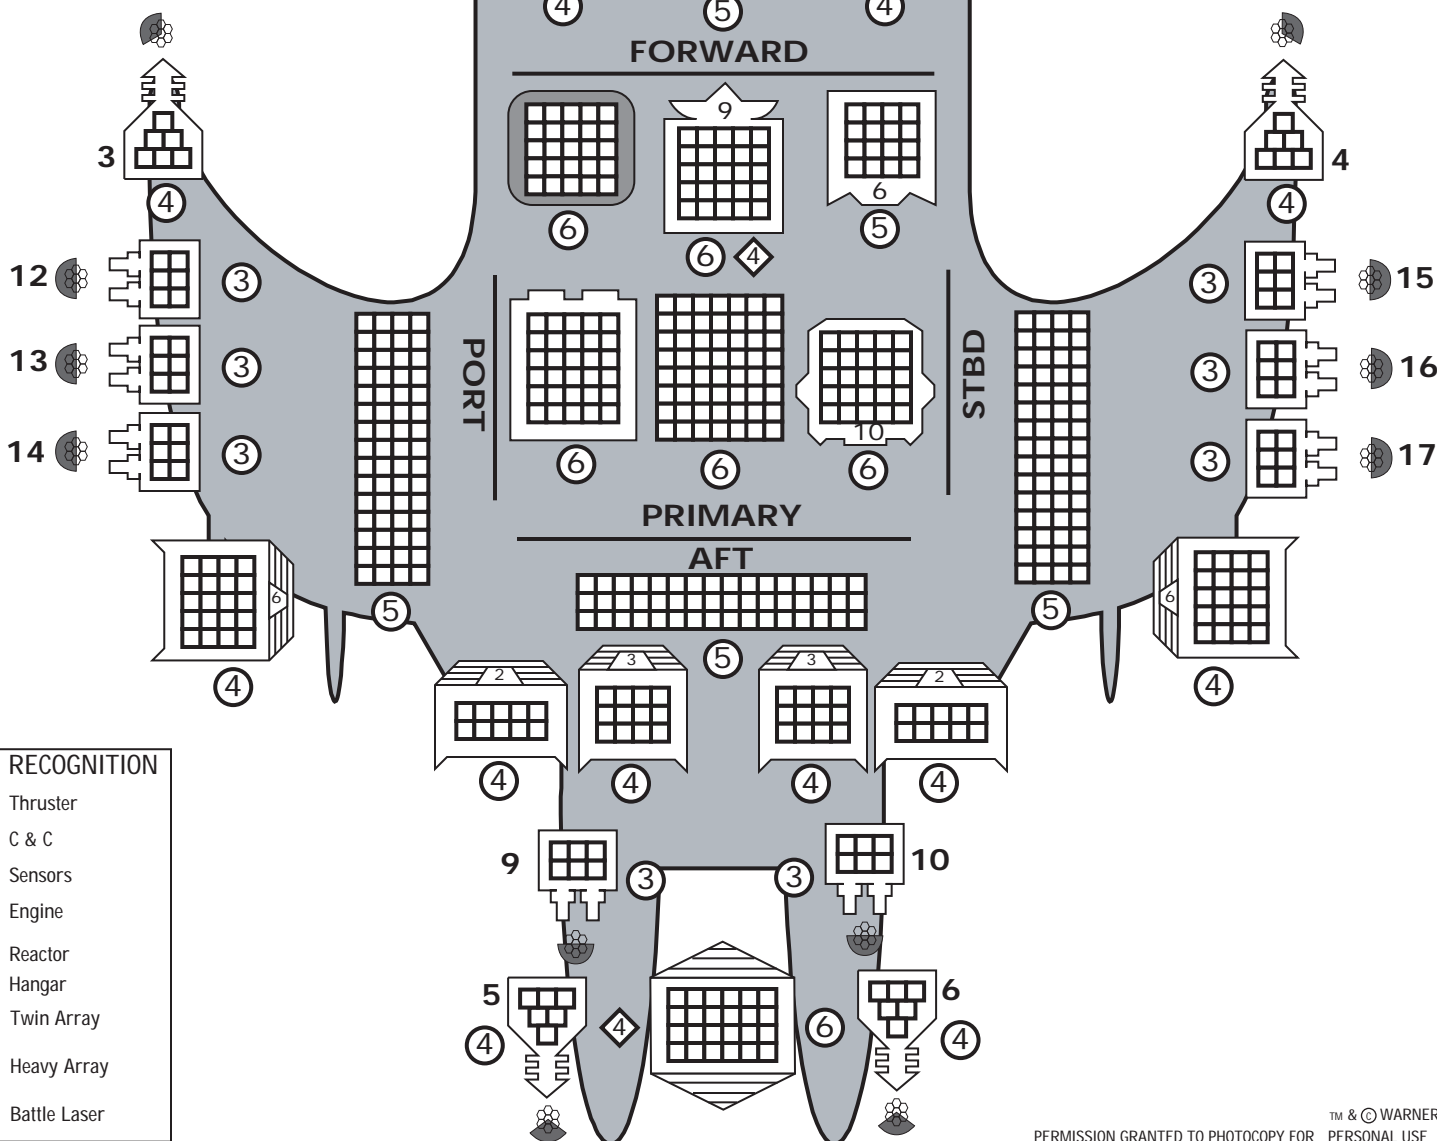 4 5 4
FORWARD
9
6
3 4
4 6 6 4 5 4
12 3 3 15
PORT STBD
13 3 3 16
10
14 3 6 6 6 3 17
PRIMARY
AFT
6 5 5 6
4 5 4
2 3 3 2
4 4 4 4
RECOGNITION
Thruster
C & C
Sensors
Engine
Reactor
Hangar
Twin Array
Heavy Array
Battle Laser
9 3 3 10
5 6
4 4 6 4
TM & © WARNER
PERMISSION GRANTED TO PHOTOCOPY FOR PERSONAL USE